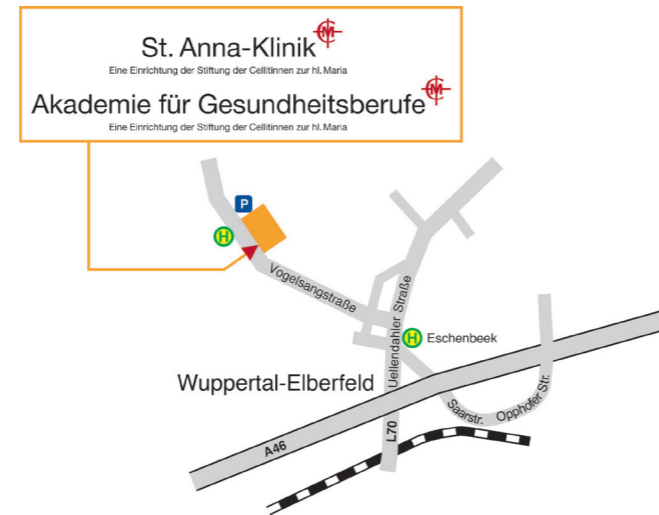 St. Anna-Klinik
Eine Einrichtung der Stiftung der Cellitinnen zur hl. Maria
Akademie für Gesundheitsberufe
Eine Einrichtung der Stiftung der Cellitinnen zur hl. Maria
P
H
Vogelsangstraße
Uellendahler Straße
H Eschenbeek
Wuppertal-Elberfeld
Saarstr.
Opphofer Str.
A46
L70